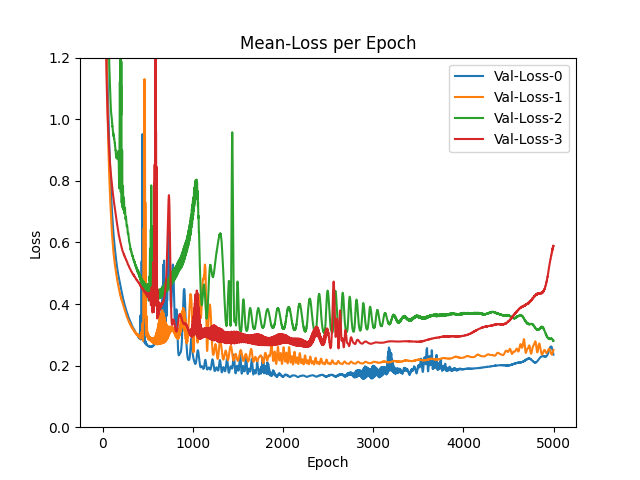 Mean-Loss per Epoch
1.2
1.0
0.8
0.6
0.4
0.2
0.0
Loss
Val-Loss-0
Val-Loss-1
Val-Loss-2
Val-Loss-3
0 1000 2000 3000 4000 5000
Epoch